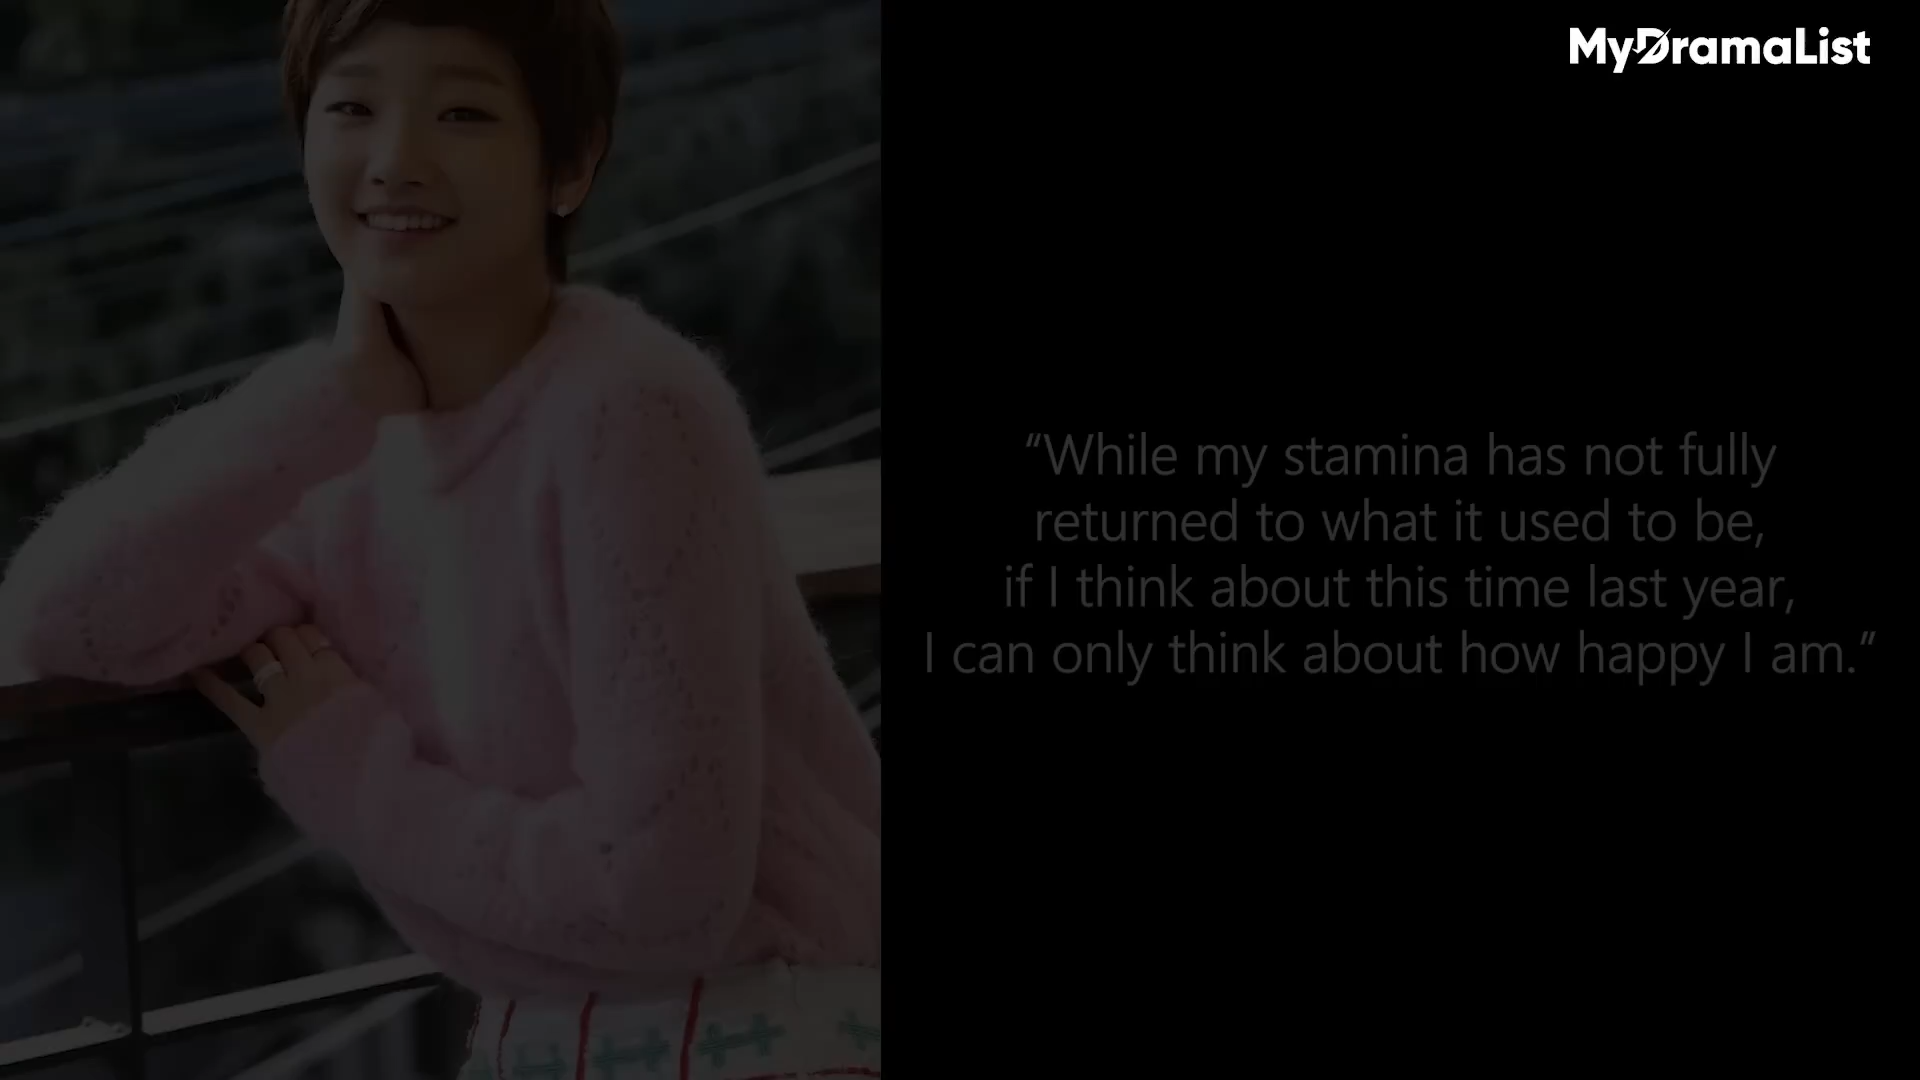 MyDramaList
“While my stamina has not fully
returned to what it used to be,
if I think about this time last year,
I can only think about how happy I am.”